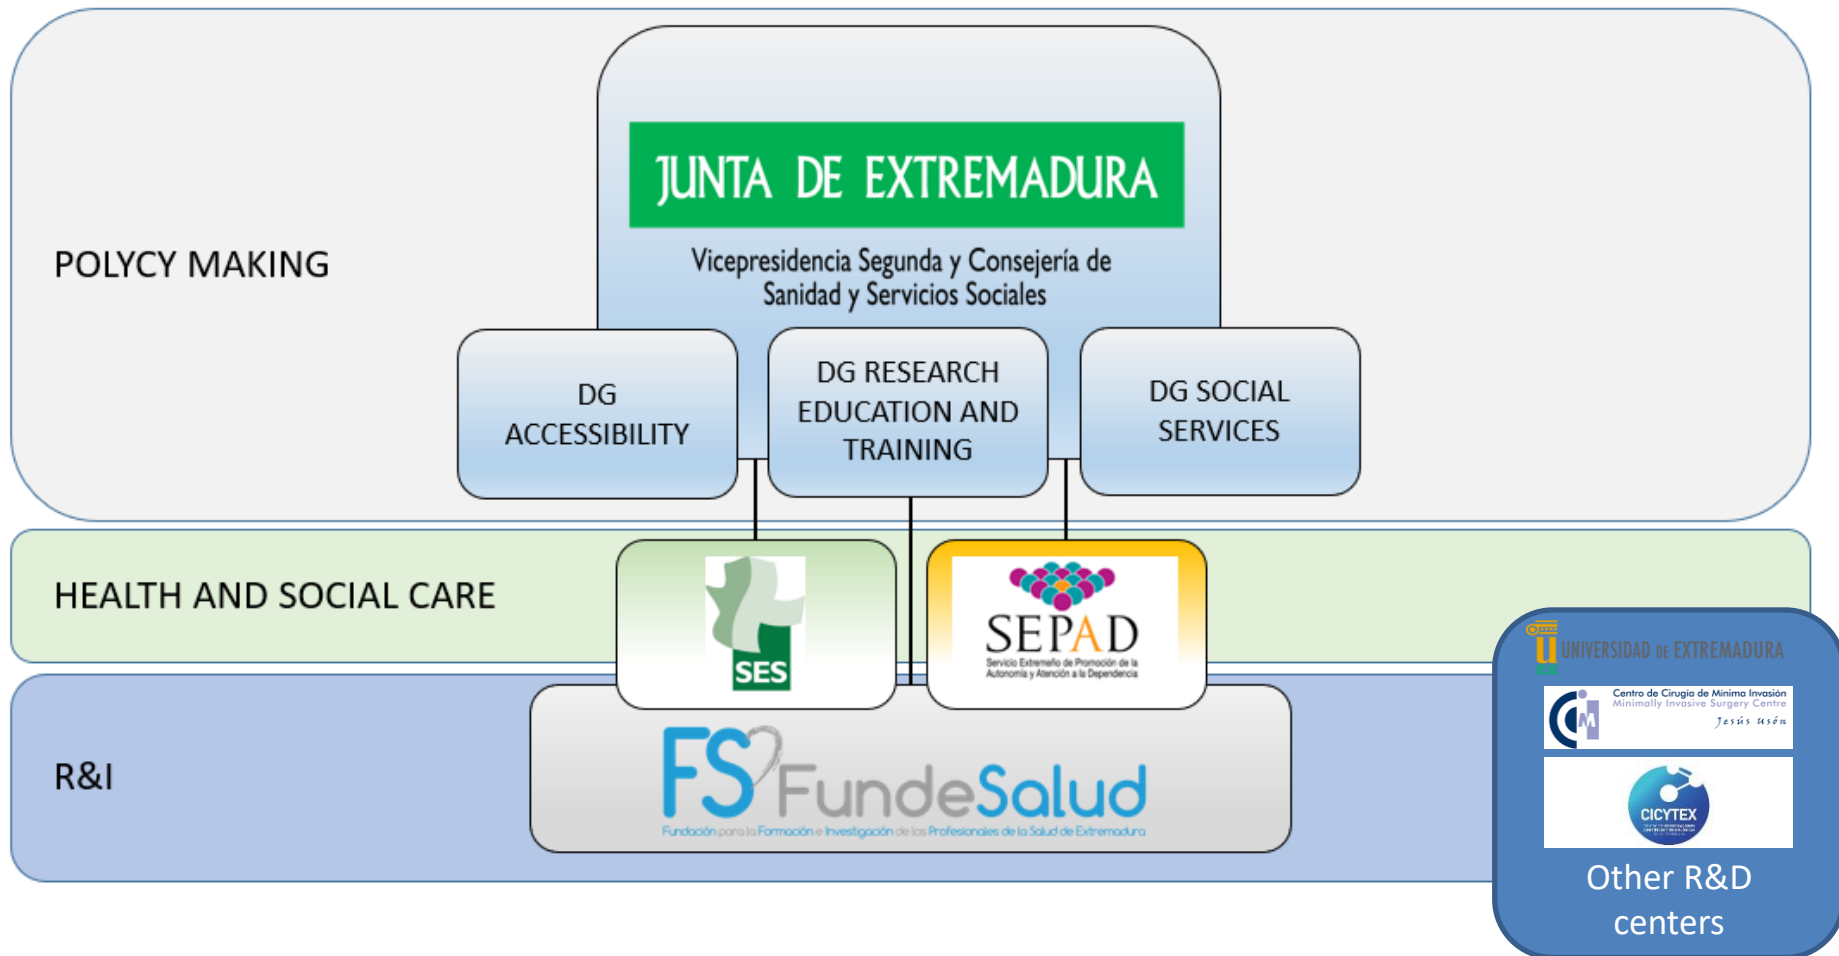 POLYCY MAKING
JUNTA DE EXTREMADURA
Vicepresidencia Segunda y Consejería de
Sanidad y Servicios Sociales
DG
ACCESSIBILITY
DG RESEARCH
EDUCATION AND
TRAINING
DG SOCIAL
SERVICES
HEALTH AND SOCIAL CARE
SES
SEPAD
Servicio Extremeño de Promoción de la
Autonomía y Atención a la Dependencia
R&I
FS FundeSalud
Fundación para la Formación e Investigación de los Profesionales de la Salud de Extremadura
UNIVERSIDAD DE EXTREMADURA
Centro de Cirugía de Mínima Invasión
Minimally Invasive Surgery Centre
Jesús Usón
CICYTEX
Other R&D
centers